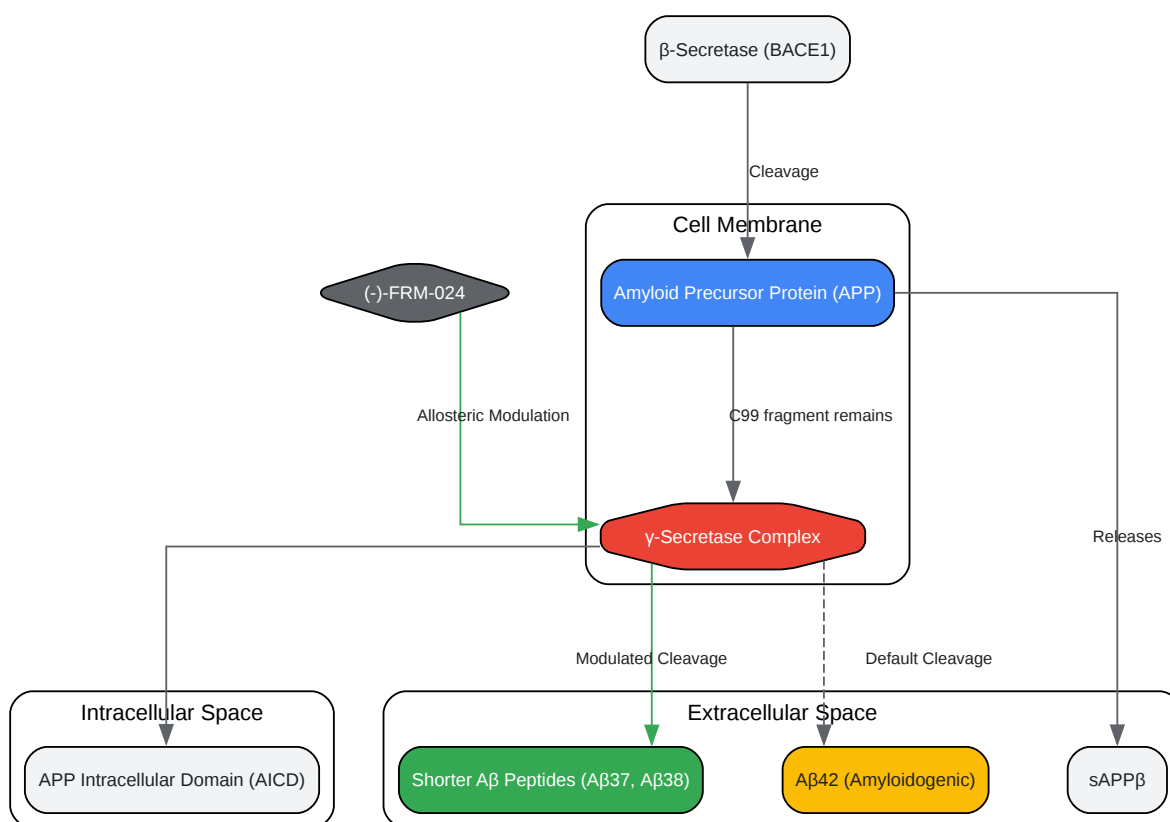 β-Secretase (BACE1)
Cleavage
Cell Membrane
(-)-FRM-024
Amyloid Precursor Protein (APP)
Allosteric Modulation
C99 fragment remains
γ-Secretase Complex
Releases
Modulated Cleavage
Default Cleavage
Intracellular Space
Extracellular Space
APP Intracellular Domain (AICD)
Shorter Aβ Peptides (Aβ37, Aβ38)
Aβ42 (Amyloidogenic)
sAPPβ